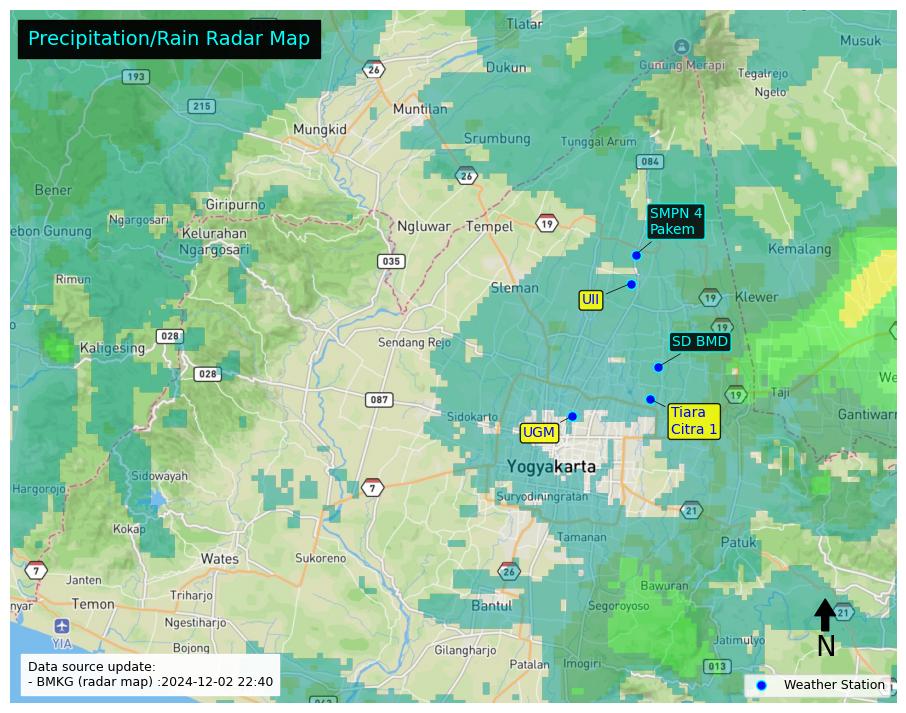 Precipitation/Rain Radar Map
Tlatar
Musuk
26
193
Dukun
Gunung Merapi
Tegalrejo
Ngelo
215
Muntilan
Mungkid
Srumbung
Tunggal Arum
084
26
Bener
Giripurno
Ngargosari
ebon Gunung
Kelurahan
Ngargosari
Ngluwar
Tempel
19
SMPN 4
Pakem
Kemalang
035
Rimun
Sleman
UII
19
Klewer
19
028
Kaligesing
Sendang Rejo
SD BMD
028
We
087
19
Taji
Sidokarto
Tiara
Citra 1
Gantiwar
UGM
Yogyakarta
Sidowayah
Hargorojo
7
Suryodiningratan
21
Kokap
Tamanan
Patuk
Wates
Sukoreno
7
26
Janten
Bawuran
Triharjo
nyar
Temon
Bantul
Segoroyoso
21
Ngestiharjo
YIA
N
Bojong
Gilangharjo
Jatimulyo
Patalan
Imogiri
013
Data source update:
- BMKG (radar map) :2024-12-02 22:40
Weather Station